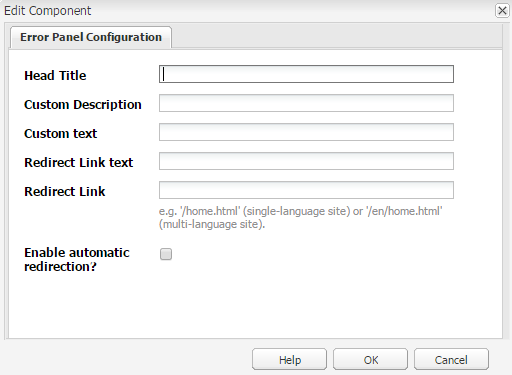 Edit Component
Error Panel Configuration
Head Title
Custom Description
Custom text
Redirect Link text
Redirect Link
e.g. '/home.html' (single-language site) or '/en/home.html'
(multi-language site).
Enable automatic
redirection?
Help
OK
Cancel